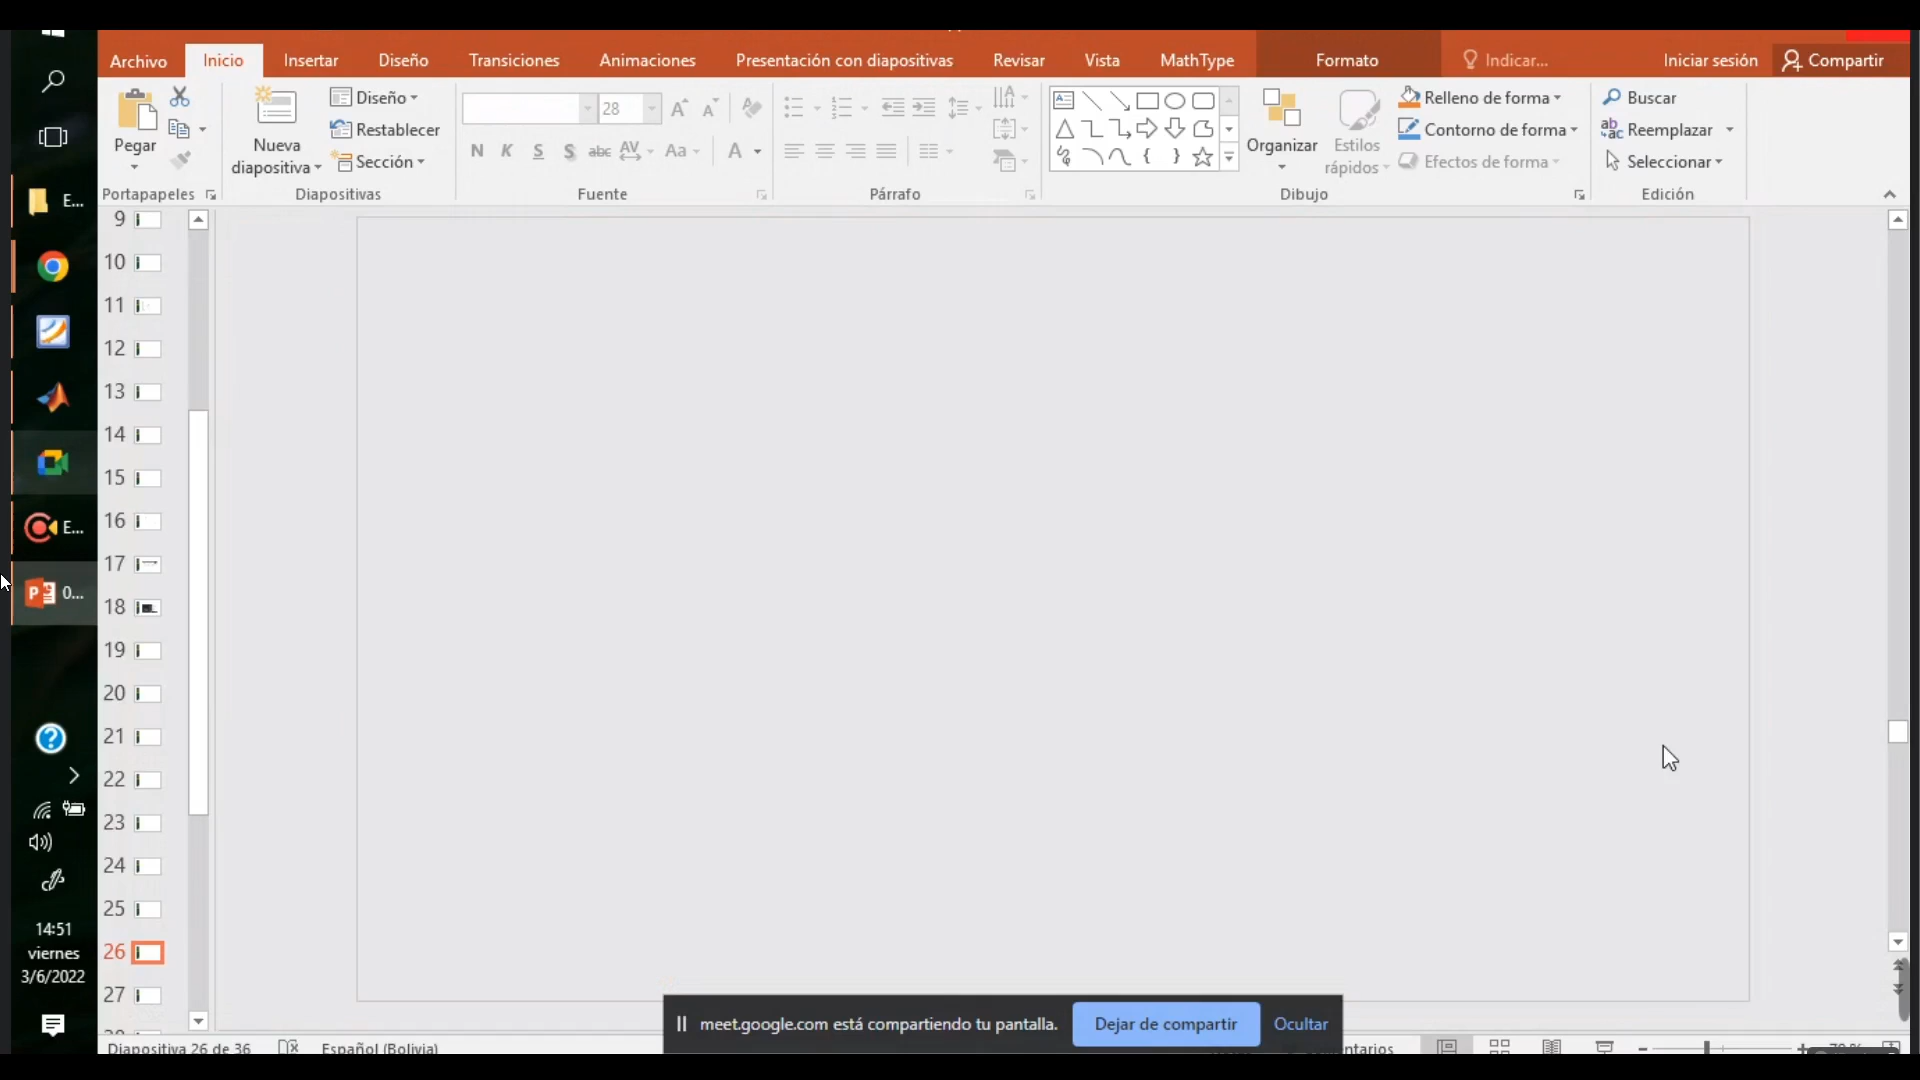 Archivo
Inicio
Insertar
Diseño
Transiciones
Animaciones
Presentación con diapositivas
Revisar
Vista
MathType
Formato
Indicar...
Iniciar sesión
Compartir
Pegar
Portapapeles
Nueva
diapositiva
Diseño
Restablecer
Sección
Diapositivas
28
N K S S abc AV Aa A
Fuente
Párrafo
Organizar
Estilos
rápidos
Relleno de forma
Contorno de forma
Efectos de forma
Dibujo
Buscar
Reemplazar
Seleccionar
Edición
E...
E...
0...
14:51
viernes
3/6/2022
9
10
11
12
13
14
15
16
17
18
19
20
21
22
23
24
25
26
27
meet.google.com está compartiendo tu pantalla.
Dejar de compartir
Ocultar
Diapositiva 26 de 36
Español (Bolivia)